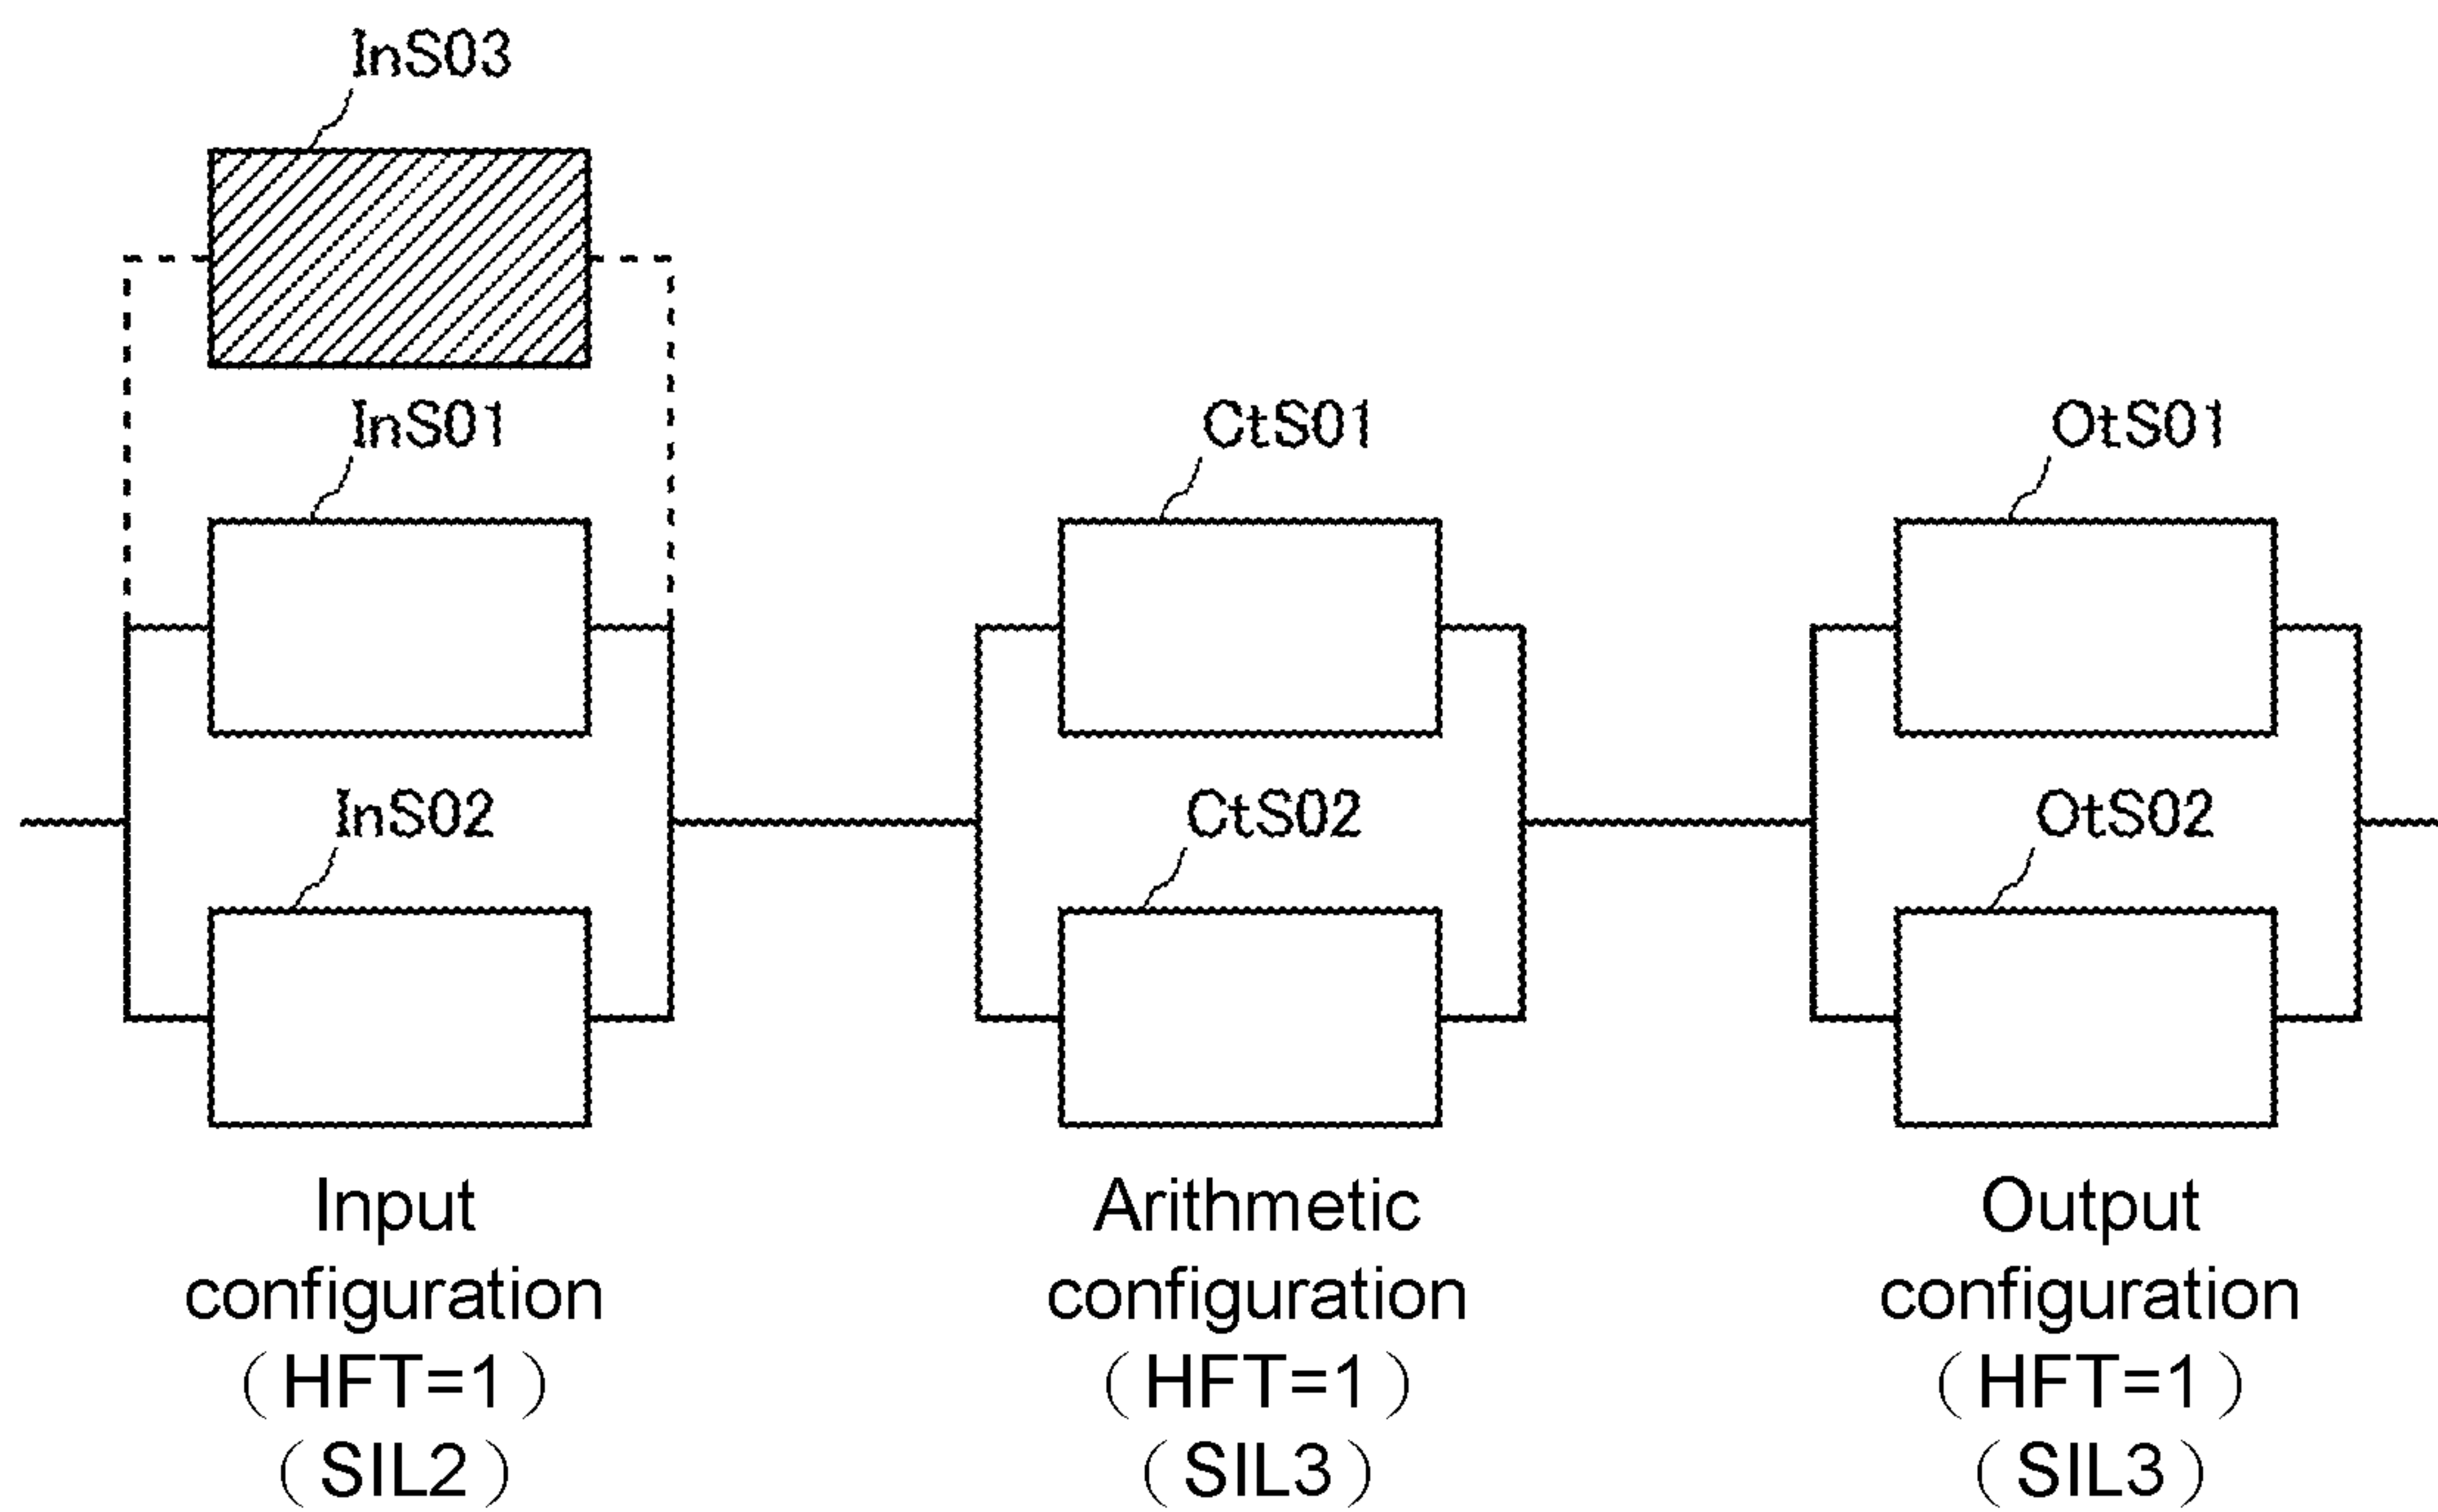 InS03
InS01
CtS01
OtS01
InS02
CtS02
OtS02
Input
configuration
（HFT=1）
（SIL2）
Arithmetic
configuration
（HFT=1）
（SIL3）
Output
configuration
（HFT=1）
（SIL3）